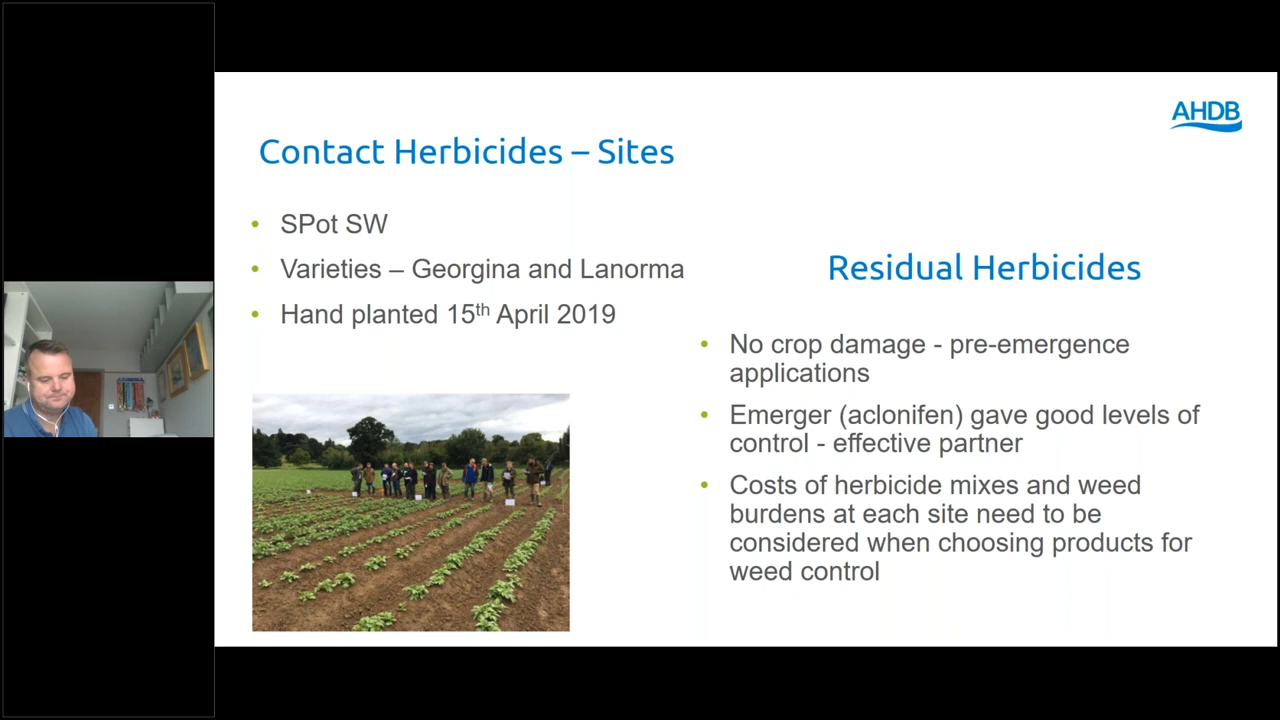 AHDB
Contact Herbicides – Sites
• SPot SW
• Varieties – Georgina and Lanorma
• Hand planted 15th April 2019
Residual Herbicides
• No crop damage - pre-emergence
applications
• Emerger (aclonifen) gave good levels of
control - effective partner
• Costs of herbicide mixes and weed
burdens at each site need to be
considered when choosing products for
weed control